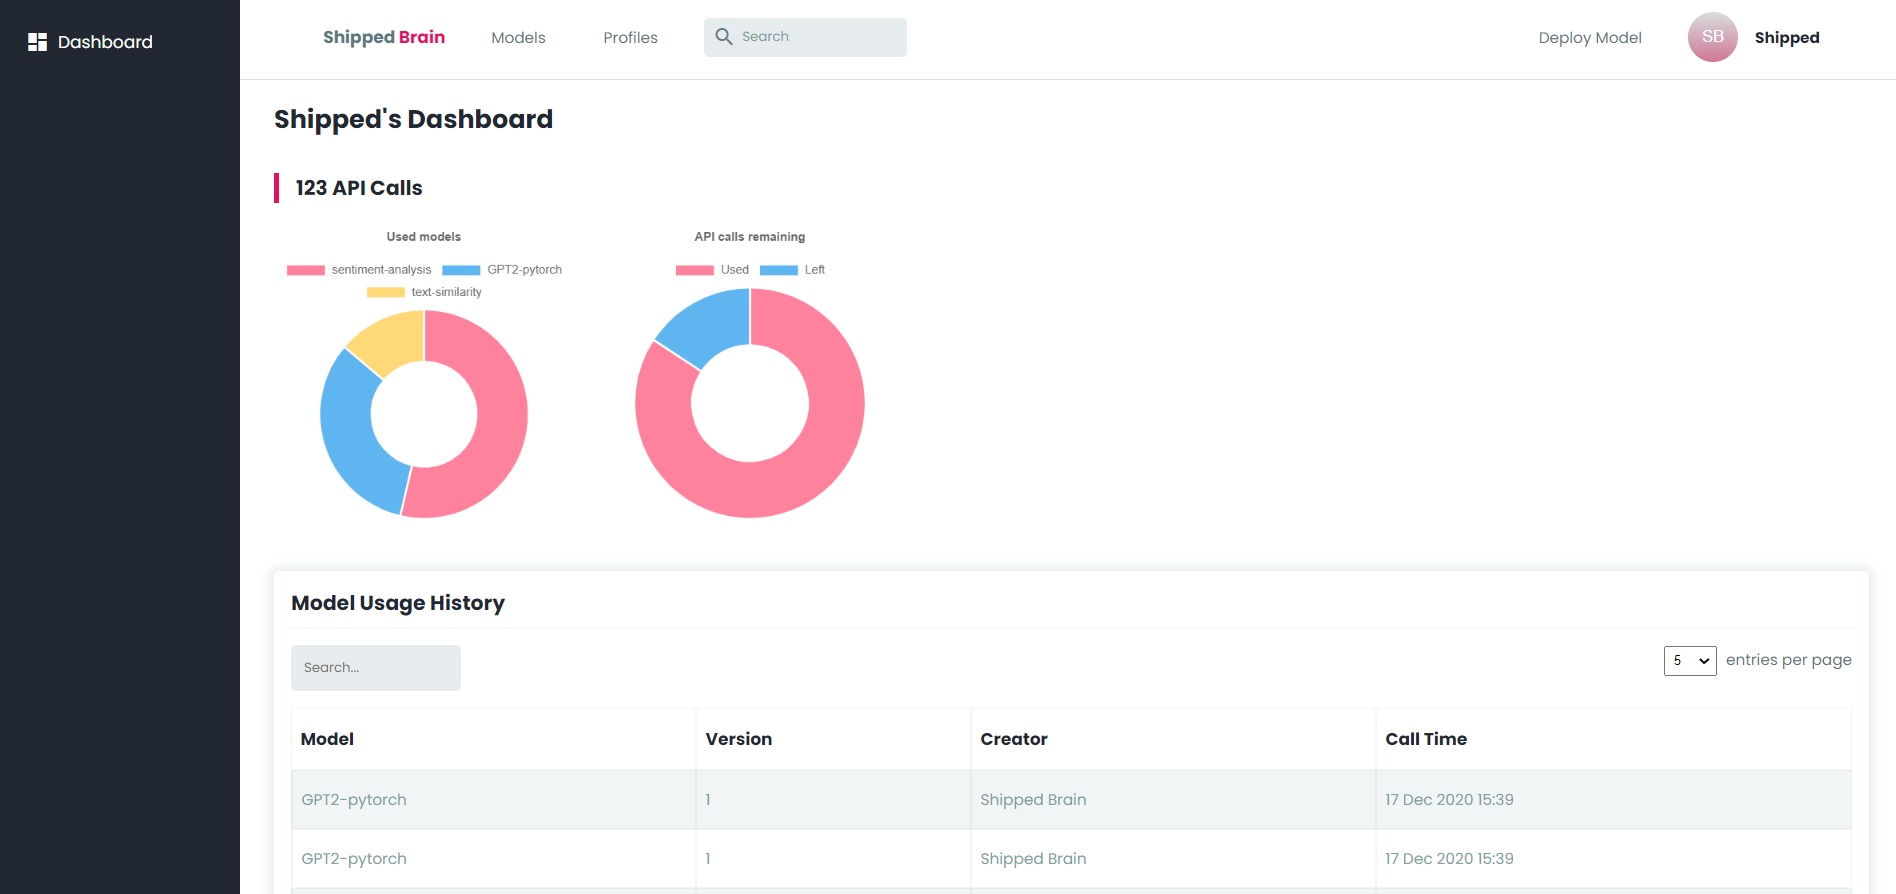 Dashboard
Shipped Brain Models Profiles Search Deploy Model SB Shipped
Shipped's Dashboard
123 API Calls
Used models
sentiment-analysis GPT2-pytorch
text-similarity
API calls remaining
Used Left
Model Usage History
Search...
5 entries per page
Model Version Creator Call Time
GPT2-pytorch 1 Shipped Brain 17 Dec 2020 15:39
GPT2-pytorch 1 Shipped Brain 17 Dec 2020 15:39